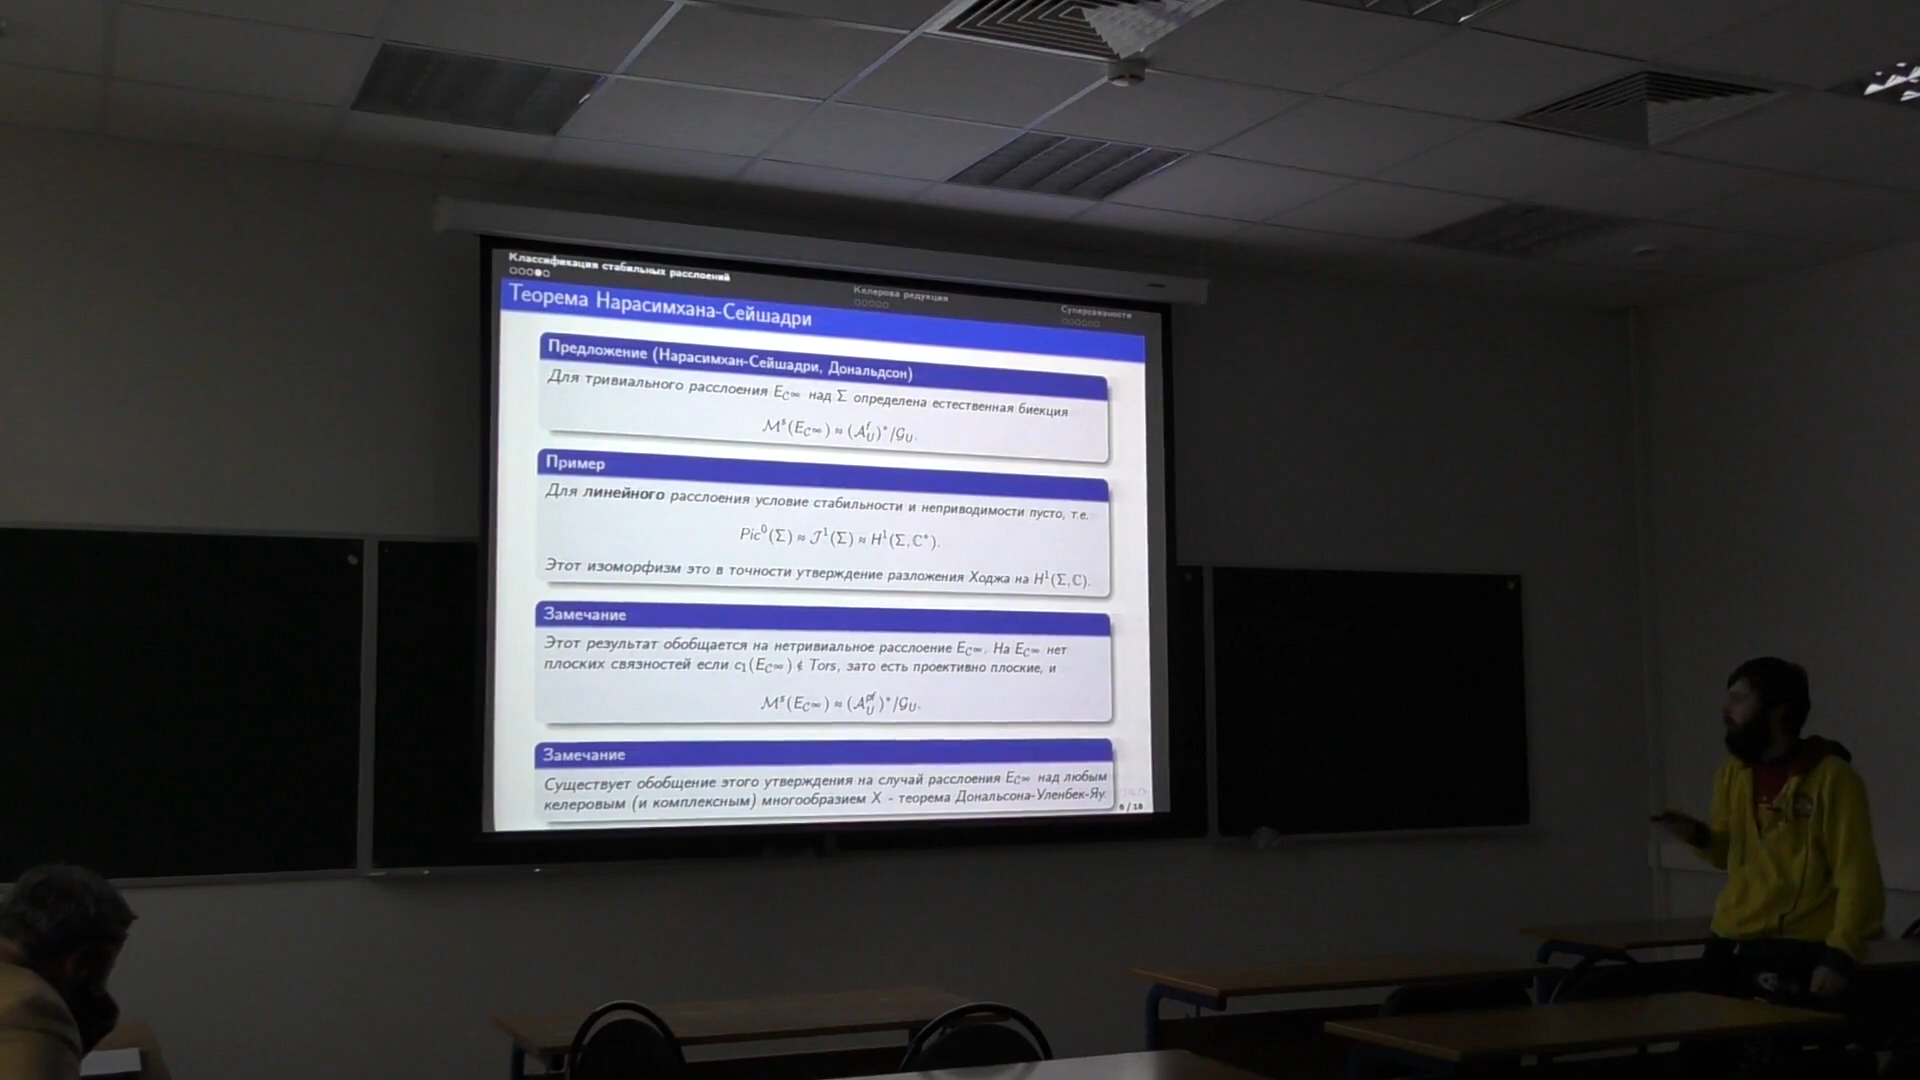 Классификация стабильных расслоений
Келерова редукция
Суперсвязности
Теорема Нарасимхана-Сейшадри
Предложение (Нарасимхан-Сейшадри, Дональдсон)
Для тривиального расслоения E_{C^∞} над Σ определена естественная биекция
ℳ^s(E_{C^∞}) ≈ (𝒜_U^f)^*/𝒢_U.
Пример
Для линейного расслоения условие стабильности и неприводимости пусто, т.е.
Pic^0(Σ) ≈ 𝒥^1(Σ) ≈ H^1(Σ, ℂ^*).
Этот изоморфизм это в точности утверждение разложения Ходжа на H^1(Σ, ℂ).
Замечание
Этот результат обобщается на нетривиальное расслоение E_{C^∞}. На E_{C^∞} нет
плоских связностей если c_1(E_{C^∞}) ∉ Tors, зато есть проективно плоские, и
ℳ^s(E_{C^∞}) ≈ (𝒜_U^{pf})^*/𝒢_U.
Замечание
Существует обобщение этого утверждения на случай расслоения E_{C^∞} над любым
келеровым (и комплексным) многообразием X - теорема Дональсона-Уленбек-Яу.
6 / 18